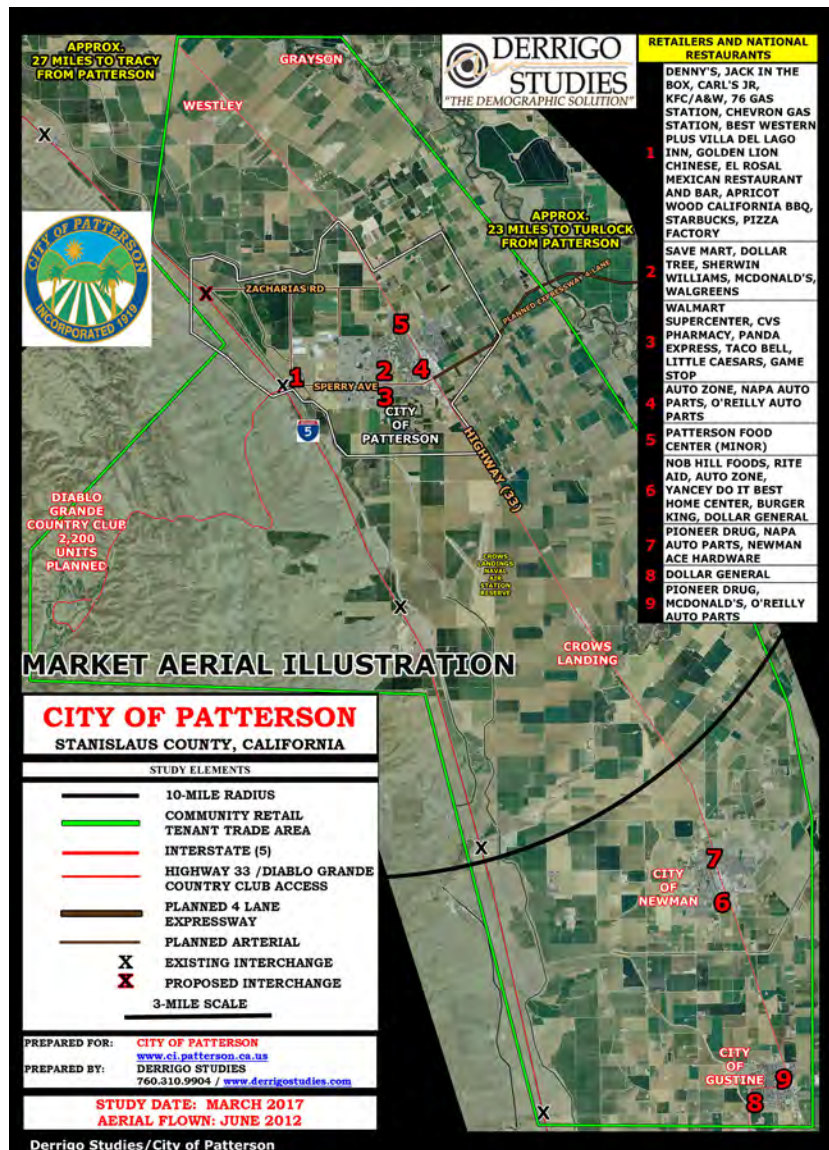 APPROX.
27 MILES TO TRACY
FROM PATTERSON
GRAYSON
WESTLEY
DERRIGO
STUDIES
"THE DEMOGRAPHIC SOLUTION"
RETAILERS AND NATIONAL
RESTAURANTS
1
DENNY'S, JACK IN THE
BOX, CARL'S JR,
KFC/A&W, 76 GAS
STATION, CHEVRON GAS
STATION, BEST WESTERN
PLUS VILLA DEL LAGO
INN, GOLDEN LION
CHINESE, EL ROSAL
MEXICAN RESTAURANT
AND BAR, APRICOT
WOOD CALIFORNIA BBQ,
STARBUCKS, PIZZA
FACTORY
2
SAVE MART, DOLLAR
TREE, SHERWIN
WILLIAMS, MCDONALD'S,
WALGREENS
3
WALMART
SUPERCENTER, CVS
PHARMACY, PANDA
EXPRESS, TACO BELL,
LITTLE CAESARS, GAME
STOP
4
AUTO ZONE, NAPA AUTO
PARTS, O'REILLY AUTO
PARTS
5
PATTERSON FOOD
CENTER (MINOR)
6
NOB HILL FOODS, RITE
AID, AUTO ZONE,
YANCEY DO IT BEST
HOME CENTER, BURGER
KING, DOLLAR GENERAL
7
PIONEER DRUG, NAPA
AUTO PARTS, NEWMAN
ACE HARDWARE
8
DOLLAR GENERAL
9
PIONEER DRUG,
MCDONALD'S, O'REILLY
AUTO PARTS
X
CITY OF PATTERSON
INCORPORATED 1919
APPROX.
23 MILES TO TURLOCK
FROM PATTERSON
PLANNED EXPRESSWAY 4-LANE
X
ZACHARIAS RD
5
X
1
SPERRY AVE
2
4
3
CITY
OF
PATTERSON
5
HIGHWAY (33)
DIABLO
GRANDE
COUNTRY CLUB
2,200
UNITS
PLANNED
CROWS
LANDINGS
NAVAL
AIR
STATION
RESERVE
X
CROWS
LANDING
MARKET AERIAL ILLUSTRATION
CITY OF PATTERSON
STANISLAUS COUNTY, CALIFORNIA
STUDY ELEMENTS
10-MILE RADIUS
COMMUNITY RETAIL
TENANT TRADE AREA
INTERSTATE (5)
HIGHWAY 33 /DIABLO GRANDE
COUNTRY CLUB ACCESS
PLANNED 4 LANE
EXPRESSWAY
PLANNED ARTERIAL
X EXISTING INTERCHANGE
X PROPOSED INTERCHANGE
3-MILE SCALE
PREPARED FOR: CITY OF PATTERSON
www.ci.patterson.ca.us
PREPARED BY: DERRIGO STUDIES
760.310.9904 / www.derrigostudies.com
STUDY DATE: MARCH 2017
AERIAL FLOWN: JUNE 2012
X
7
CITY
OF
NEWMAN
6
CITY
OF
GUSTINE
9
8
X
Derrigo Studies/City of Patterson